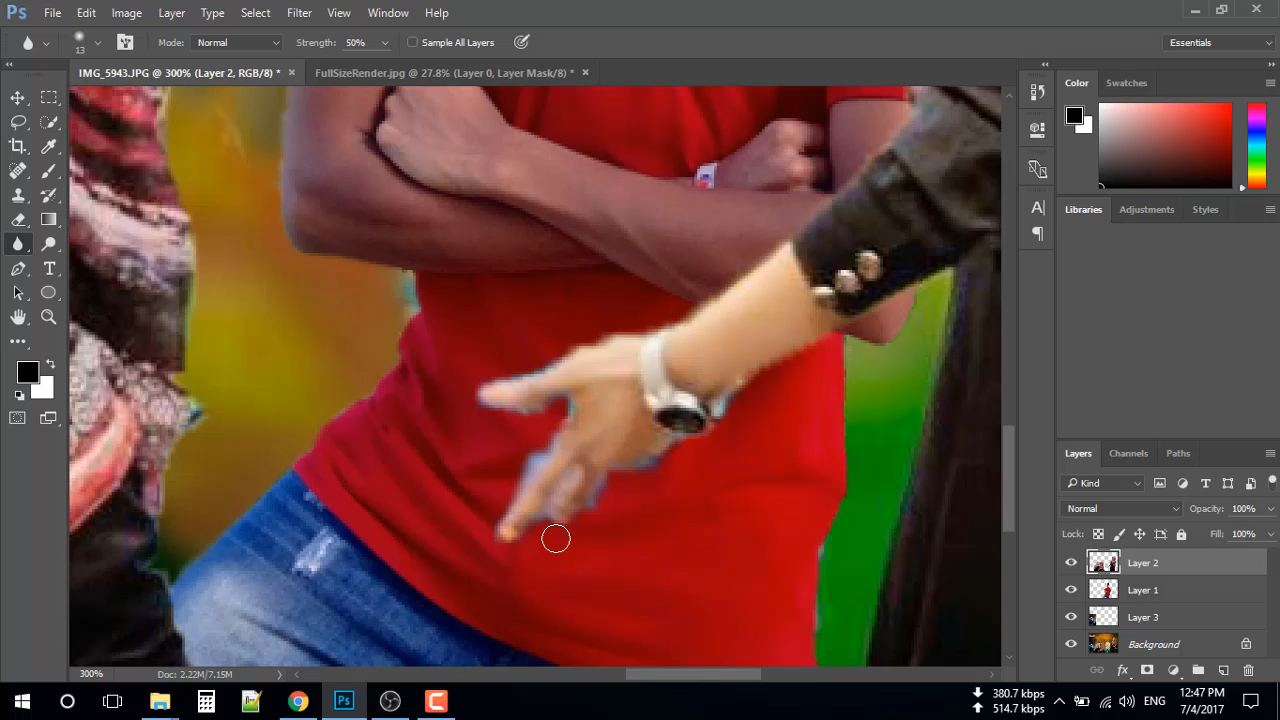 Ps File Edit Image Layer Type Select Filter 3D View Window Help
13 Mode: Normal Strength: 50% Sample All Layers Essentials
IMG_5943.JPG @ 300% (Layer 2, RGB/8) * × FullSizeRender.jpg @ 27.8% (Layer 0, Layer Mask/8) * ×
Color Swatches
Libraries Adjustments Styles
Layers Channels Paths
Kind
Normal Opacity: 100%
Lock: Fill: 100%
Layer 2
Layer 1
Layer 3
Background
300% Doc: 2.22M/7.15M
380.7 kbps
514.7 kbps
ENG
12:47 PM
7/4/2017